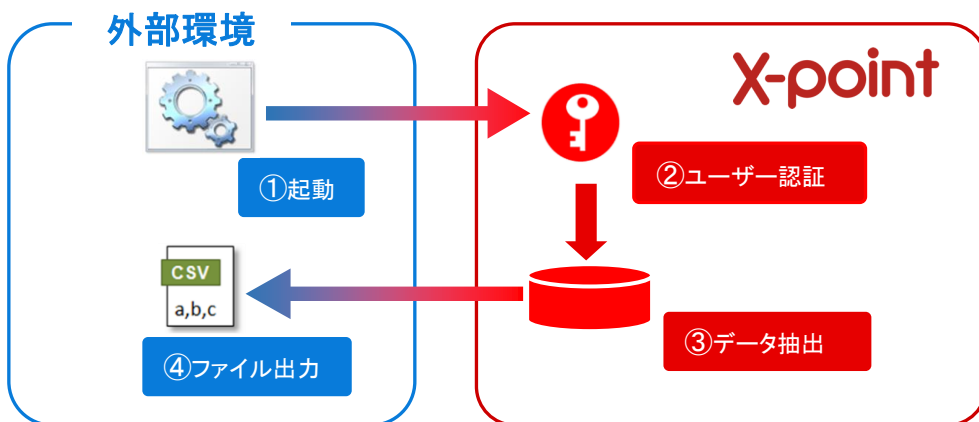 外部環境
X-point
①起動
②ユーザー認証
CSV
a,b,c
③データ抽出
④ファイル出力